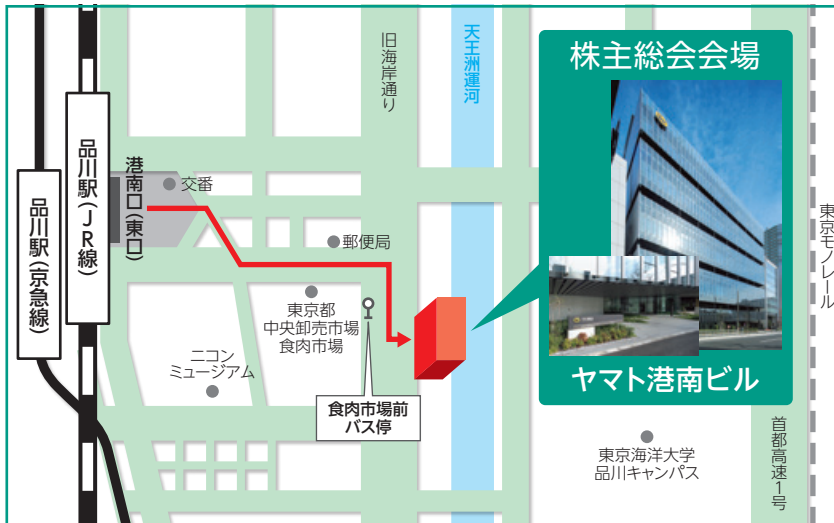 品川駅(京急線)
品川駅(JR線)
港南口(東口)
交番
旧海岸通り
天王洲運河
郵便局
東京都
中央卸売市場
食肉市場
ニコン
ミュージアム
食肉市場前
バス停
株主総会会場
ヤマト港南ビル
東京海洋大学
品川キャンパス
首都高速1号
東京モノレール